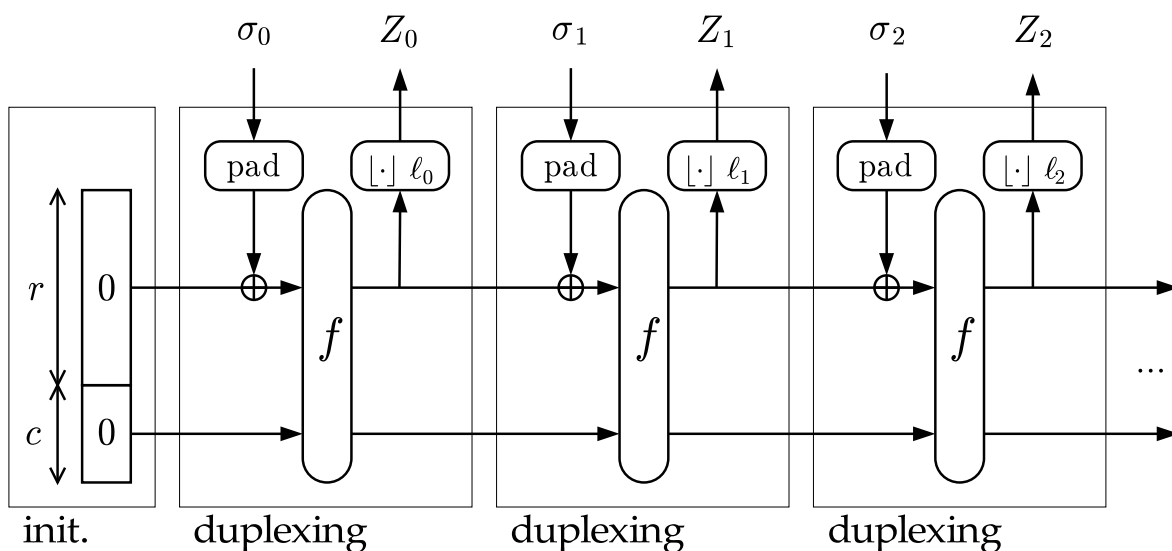 σ₀ Z₀ σ₁ Z₁ σ₂ Z₂
pad ⌊·⌋ ℓ₀ pad ⌊·⌋ ℓ₁ pad ⌊·⌋ ℓ₂
r 0
f f f
...
c 0
init. duplexing duplexing duplexing